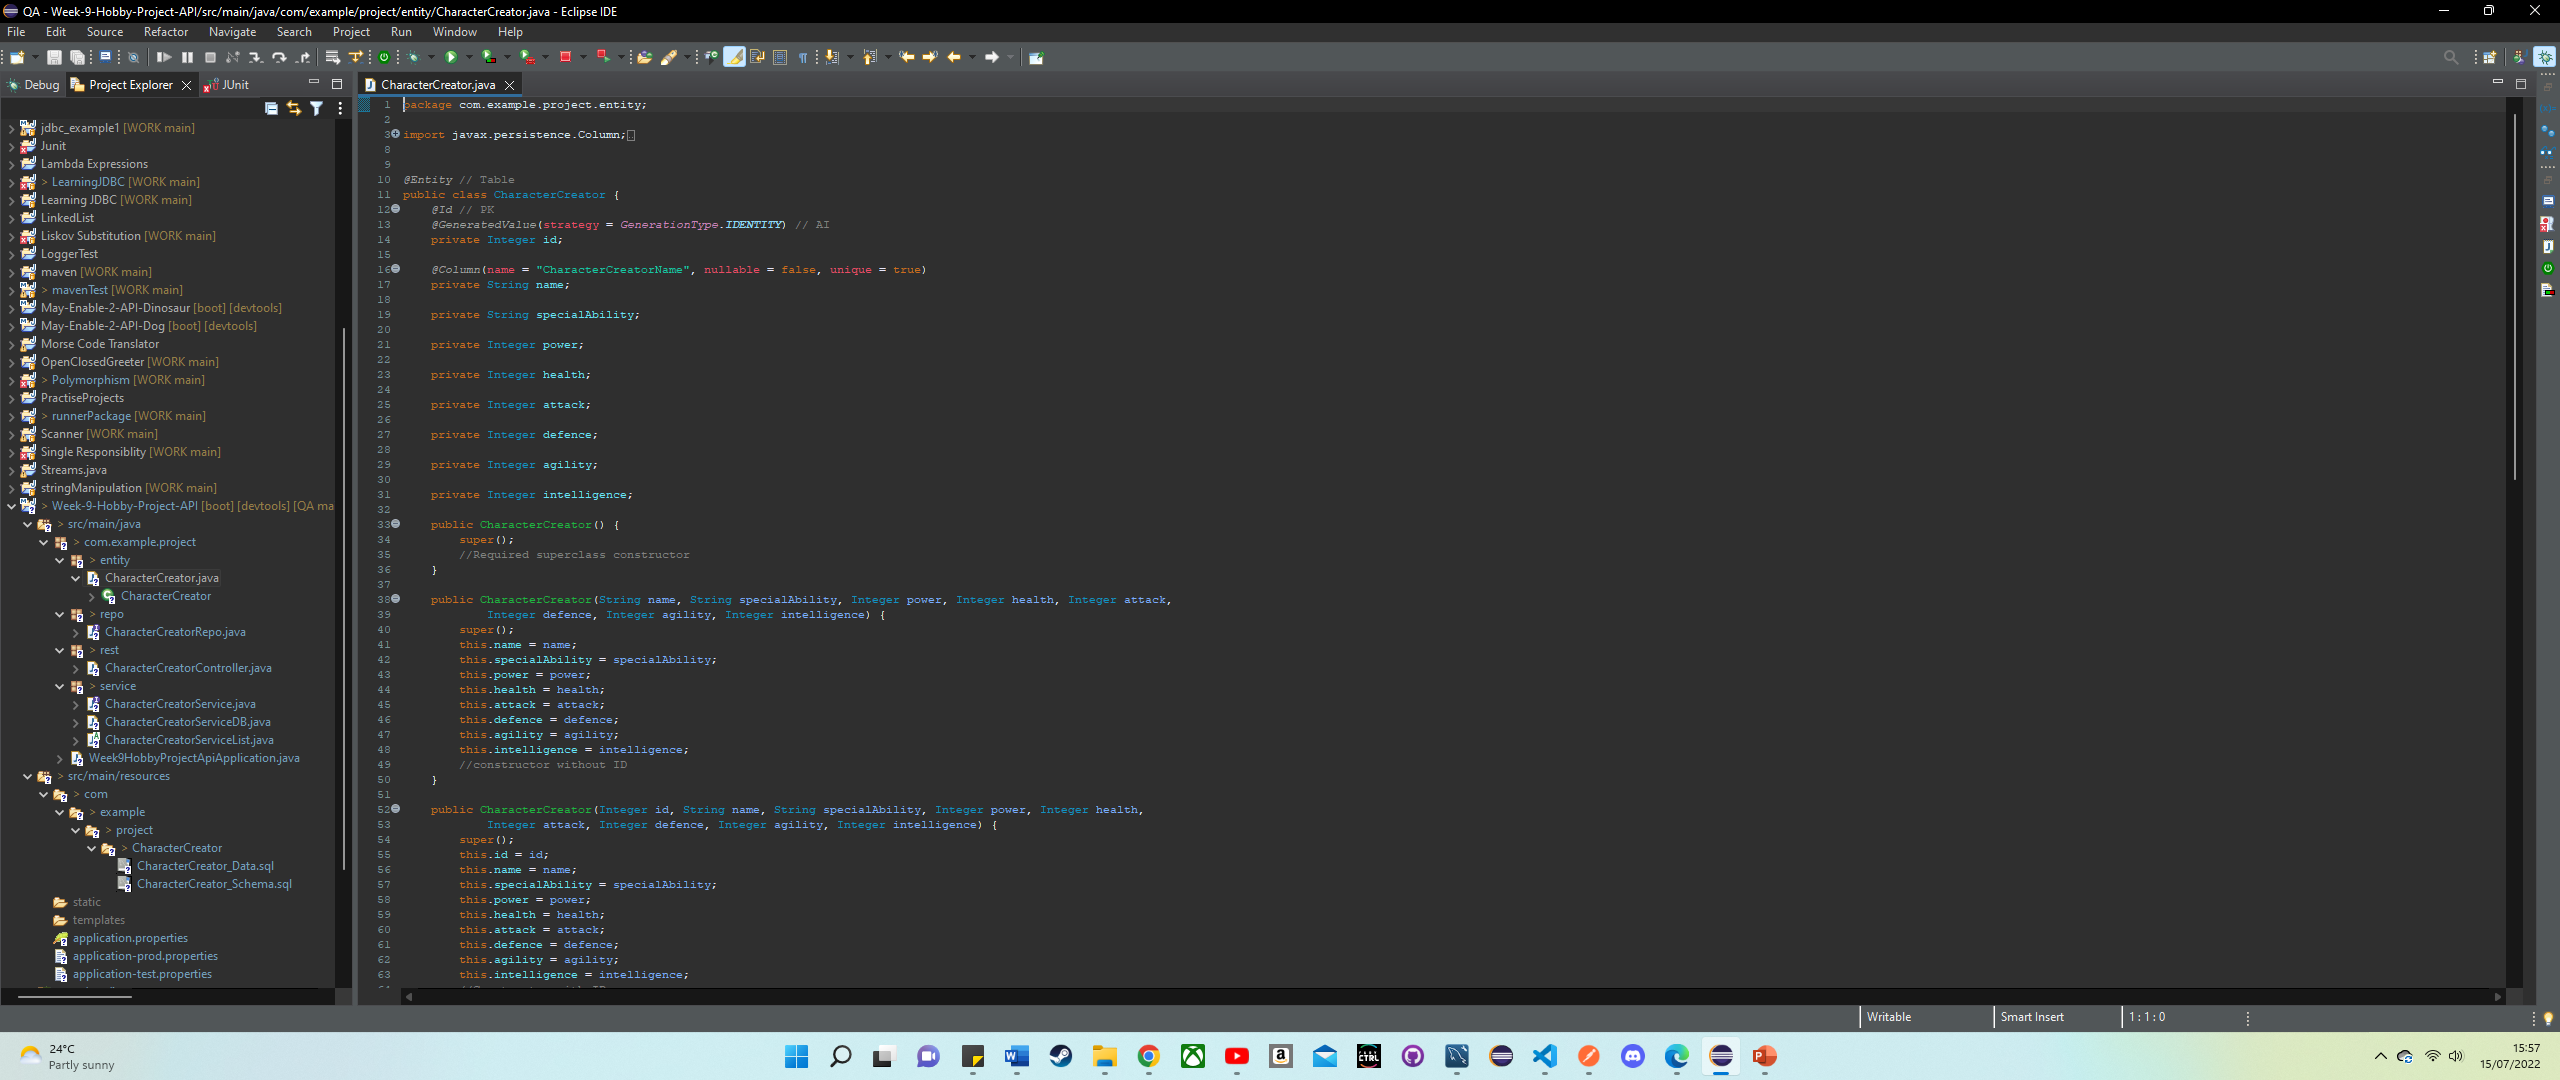 QA - Week-9-Hobby-Project-API/src/main/java/com/example/project/entity/CharacterCreator.java - Eclipse IDE
File Edit Source Refactor Navigate Search Project Run Window Help
Debug Project Explorer JUnit
jdbc_example1 [WORK main]
Junit
Lambda Expressions
> LearningJDBC [WORK main]
Learning JDBC [WORK main]
LinkedList
Liskov Substitution [WORK main]
LoggerTest
maven [WORK main]
> mavenTest [WORK main]
May-Enable-2-API-Dinosaur [boot] [devtools]
May-Enable-2-API-Dog [boot] [devtools]
Morse Code Translator
OpenClosedGreeter [WORK main]
> Polymorphism [WORK main]
PractiseProjects
> runnerPackage [WORK main]
Scanner [WORK main]
Single Responsiblity [WORK main]
Streams.java
stringManipulation [WORK main]
> Week-9-Hobby-Project-API [boot] [devtools] [QA ma
> src/main/java
> com.example.project
> entity
CharacterCreator.java
CharacterCreator
> repo
CharacterCreatorRepo.java
> rest
CharacterCreatorController.java
> service
CharacterCreatorService.java
CharacterCreatorServiceDB.java
CharacterCreatorServiceList.java
Week9HobbyProjectApiApplication.java
> src/main/resources
> com
> example
> project
> CharacterCreator
CharacterCreator_Data.sql
CharacterCreator_Schema.sql
static
templates
application.properties
application-prod.properties
application-test.properties
CharacterCreator.java
1 package com.example.project.entity;
2
3 import javax.persistence.Column;
8
9
10 @Entity // Table
11 public class CharacterCreator {
12 @Id // PK
13 @GeneratedValue(strategy = GenerationType.IDENTITY) // AI
14 private Integer id;
15
16 @Column(name = "CharacterCreatorName", nullable = false, unique = true)
17 private String name;
18
19 private String specialAbility;
20
21 private Integer power;
22
23 private Integer health;
24
25 private Integer attack;
26
27 private Integer defence;
28
29 private Integer agility;
30
31 private Integer intelligence;
32
33 public CharacterCreator() {
34 super();
35 //Required superclass constructor
36 }
37
38 public CharacterCreator(String name, String specialAbility, Integer power, Integer health, Integer attack,
39 Integer defence, Integer agility, Integer intelligence) {
40 super();
41 this.name = name;
42 this.specialAbility = specialAbility;
43 this.power = power;
44 this.health = health;
45 this.attack = attack;
46 this.defence = defence;
47 this.agility = agility;
48 this.intelligence = intelligence;
49 //constructor without ID
50 }
51
52 public CharacterCreator(Integer id, String name, String specialAbility, Integer power, Integer health,
53 Integer attack, Integer defence, Integer agility, Integer intelligence) {
54 super();
55 this.id = id;
56 this.name = name;
57 this.specialAbility = specialAbility;
58 this.power = power;
59 this.health = health;
60 this.attack = attack;
61 this.defence = defence;
62 this.agility = agility;
63 this.intelligence = intelligence;
Writable Smart Insert 1 : 1 : 0
24°C
Partly sunny
15:57
15/07/2022